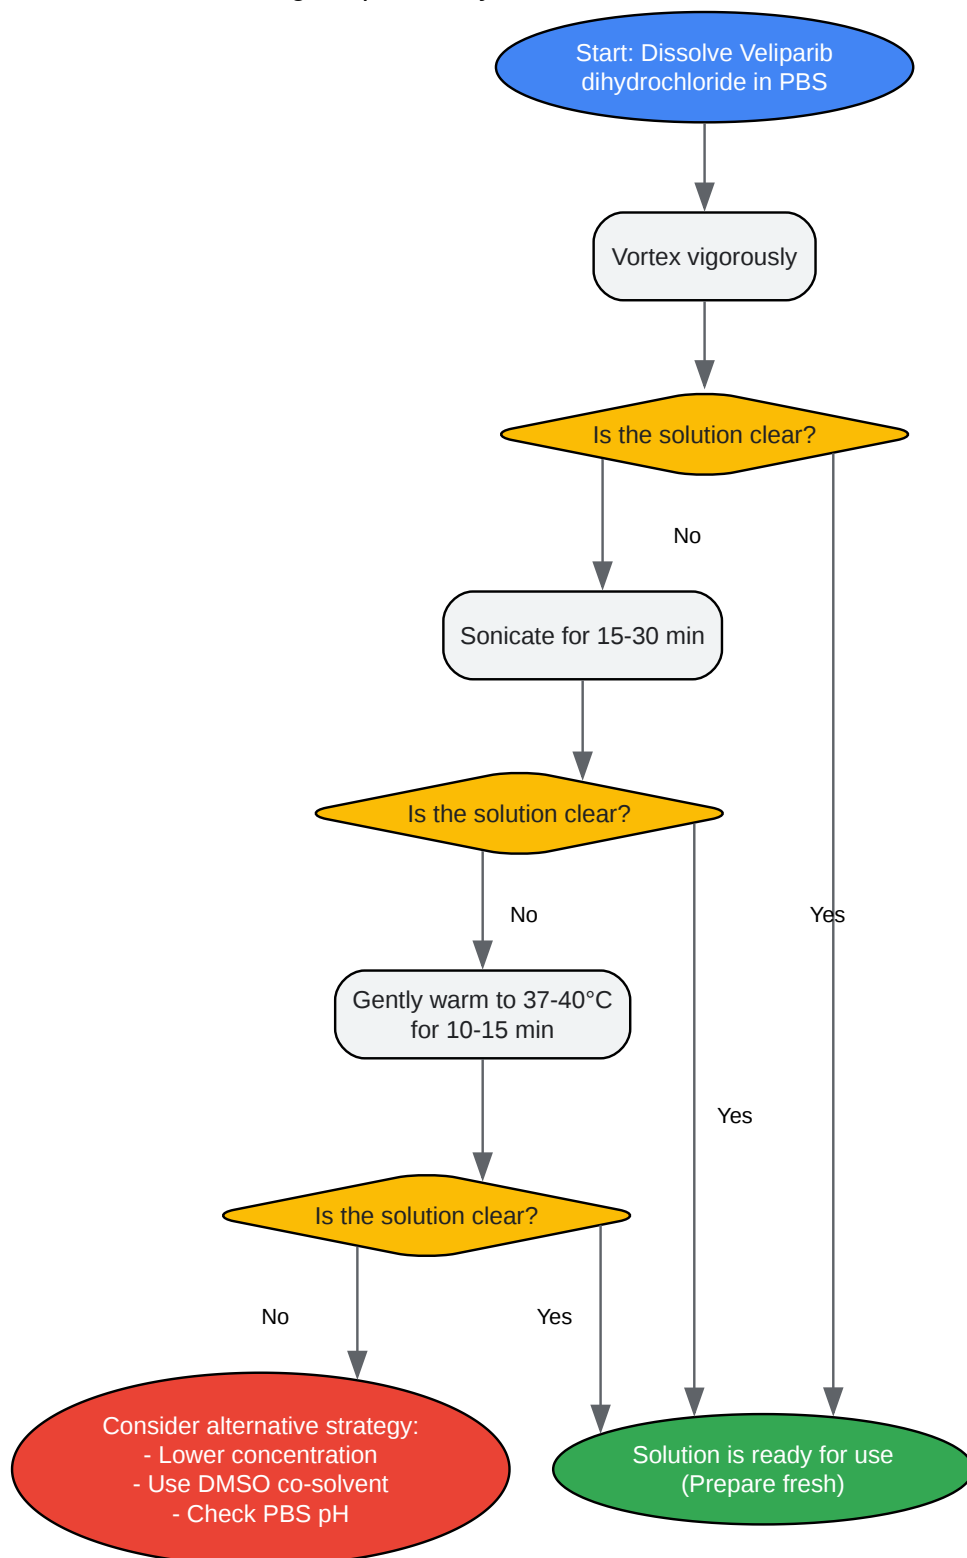 Start: Dissolve Veliparib
dihydrochloride in PBS
Vortex vigorously
Is the solution clear?
No
Sonicate for 15-30 min
Is the solution clear?
No
Yes
Gently warm to 37-40°C
for 10-15 min
Yes
Is the solution clear?
No
Yes
Consider alternative strategy:
- Lower concentration
- Use DMSO co-solvent
- Check PBS pH
Solution is ready for use
(Prepare fresh)